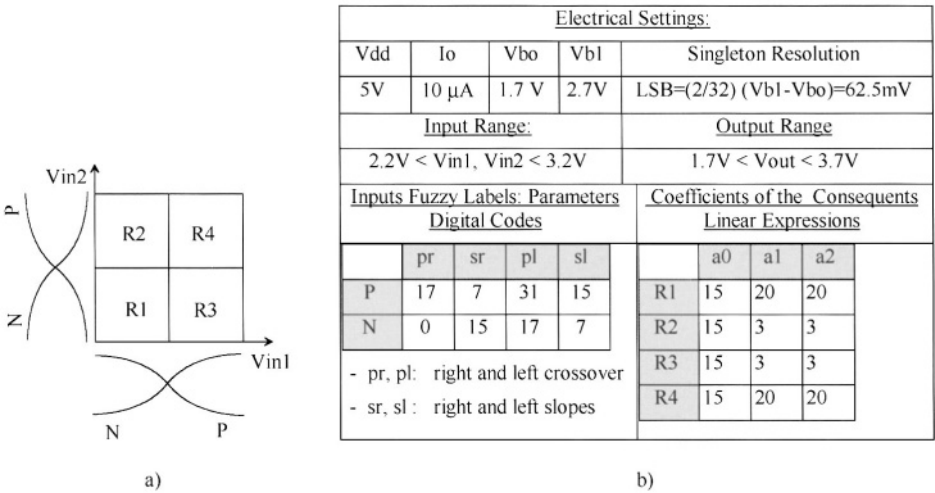 Vin2
P
N
R2 R4
R1 R3
Vin1
N P
a)
Electrical Settings:
Vdd Io Vbo Vb1 Singleton Resolution
5V 10 μA 1.7 V 2.7V LSB=(2/32) (Vb1-Vbo)=62.5mV
Input Range: Output Range
2.2V < Vin1, Vin2 < 3.2V 1.7V < Vout < 3.7V
Inputs Fuzzy Labels: Parameters
Digital Codes
Coefficients of the Consequents
Linear Expressions
pr sr pl sl
P 17 7 31 15
N 0 15 17 7
- pr, pl: right and left crossover
- sr, sl : right and left slopes
a0 a1 a2
R1 15 20 20
R2 15 3 3
R3 15 3 3
R4 15 20 20
b)